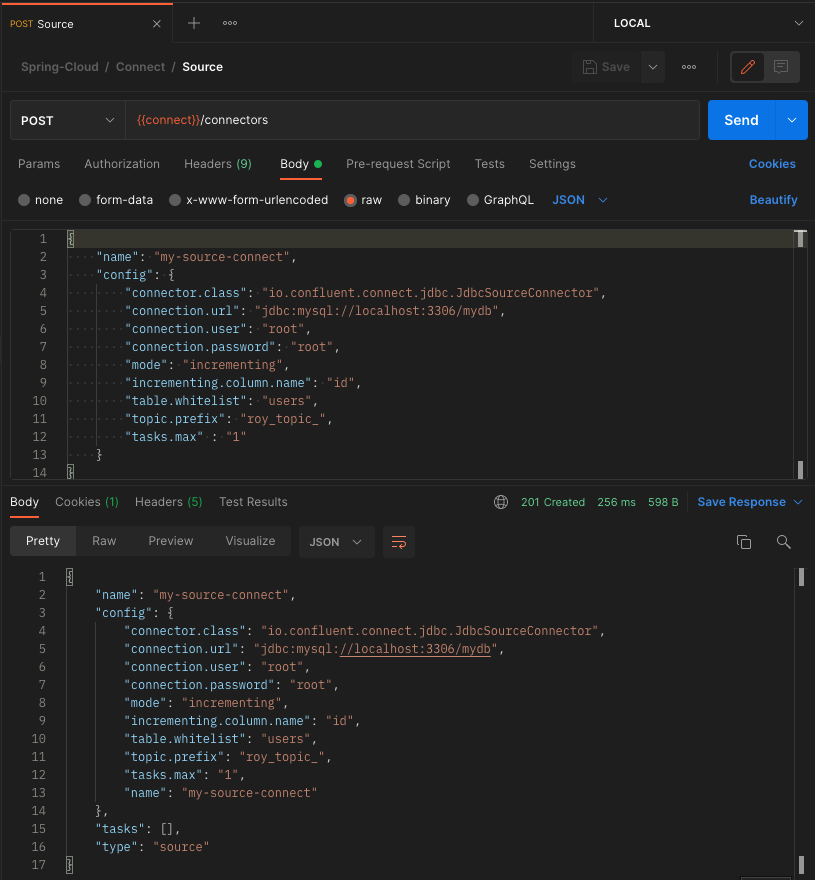 POST Source
LOCAL
Spring-Cloud / Connect / Source
Save
POST
{{connect}}/connectors
Send
Params Authorization Headers (9) Body Pre-request Script Tests Settings Cookies
none form-data x-www-form-urlencoded raw binary GraphQL JSON Beautify
1 {
2 "name": "my-source-connect",
3 "config": {
4 "connector.class": "io.confluent.connect.jdbc.JdbcSourceConnector",
5 "connection.url": "jdbc:mysql://localhost:3306/mydb",
6 "connection.user": "root",
7 "connection.password": "root",
8 "mode": "incrementing",
9 "incrementing.column.name": "id",
10 "table.whitelist": "users",
11 "topic.prefix": "roy_topic_",
12 "tasks.max" : "1"
13 }
14 }
Body Cookies (1) Headers (5) Test Results 201 Created 256 ms 598 B Save Response
Pretty Raw Preview Visualize JSON
1 {
2 "name": "my-source-connect",
3 "config": {
4 "connector.class": "io.confluent.connect.jdbc.JdbcSourceConnector",
5 "connection.url": "jdbc:mysql://localhost:3306/mydb",
6 "connection.user": "root",
7 "connection.password": "root",
8 "mode": "incrementing",
9 "incrementing.column.name": "id",
10 "table.whitelist": "users",
11 "topic.prefix": "roy_topic_",
12 "tasks.max": "1",
13 "name": "my-source-connect"
14 },
15 "tasks": [],
16 "type": "source"
17 }